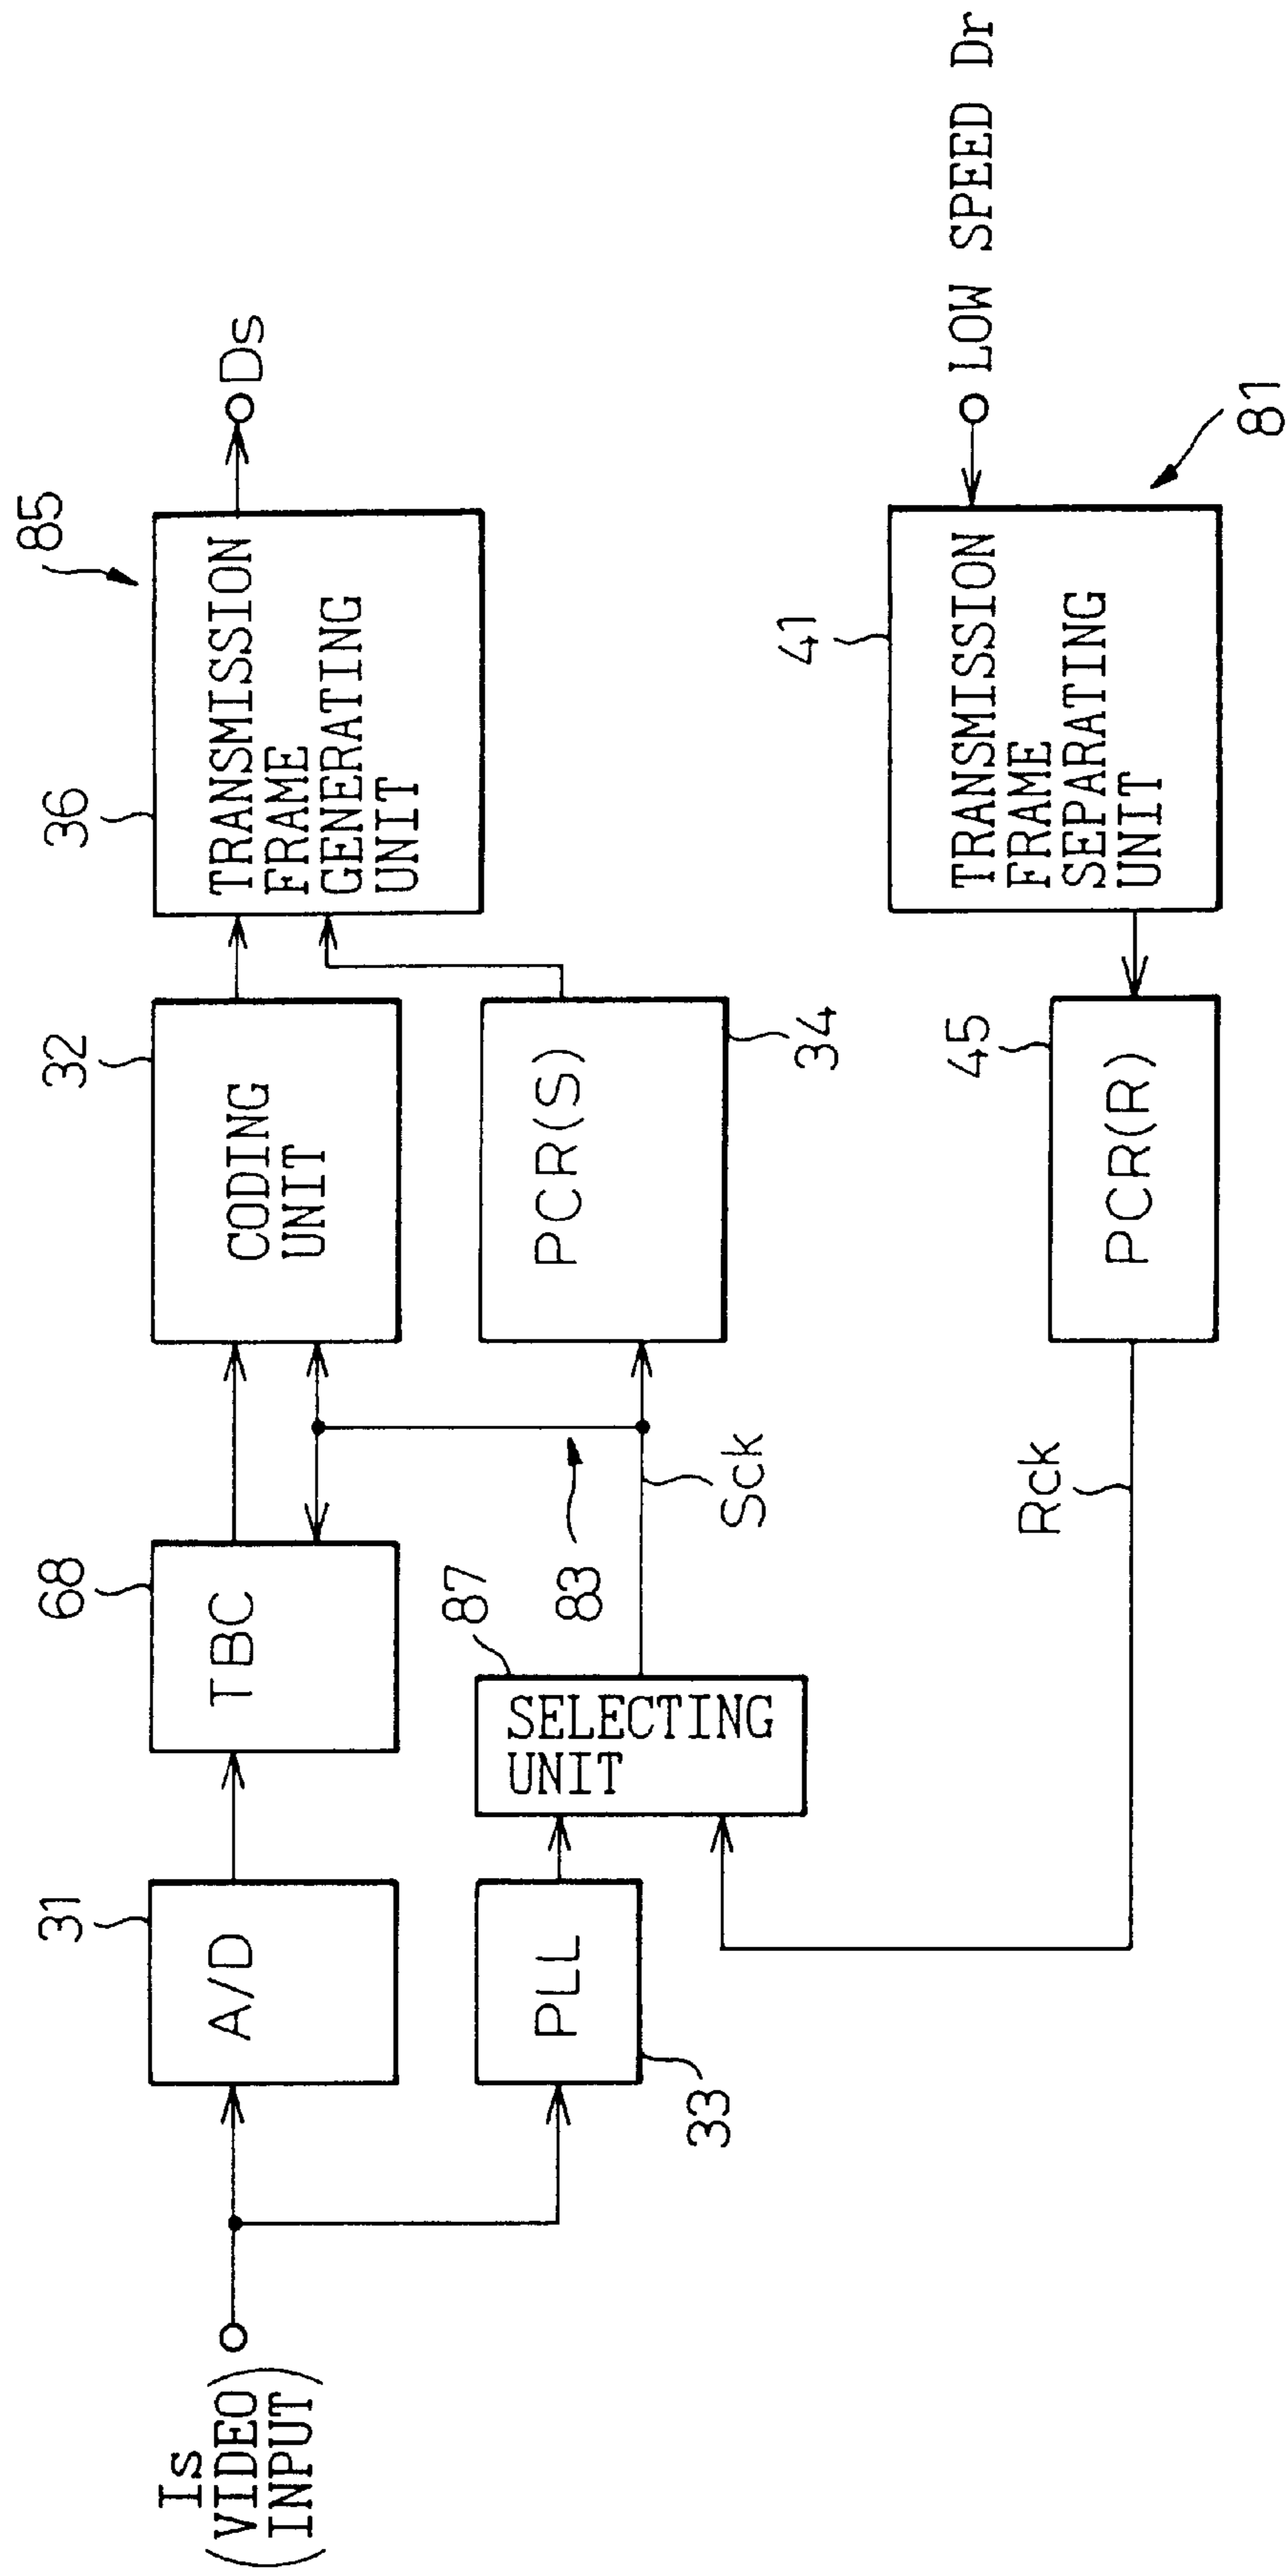 Is
(VIDEO
INPUT)
31
A/D
68
TBC
32
CODING
UNIT
36
TRANSMISSION
FRAME
GENERATING
UNIT
85
Ds
33
PLL
87
SELECTING
UNIT
83
Sck
PCR(S)
34
Rck
45
PCR(R)
41
TRANSMISSION
FRAME
SEPARATING
UNIT
81
LOW SPEED Dr